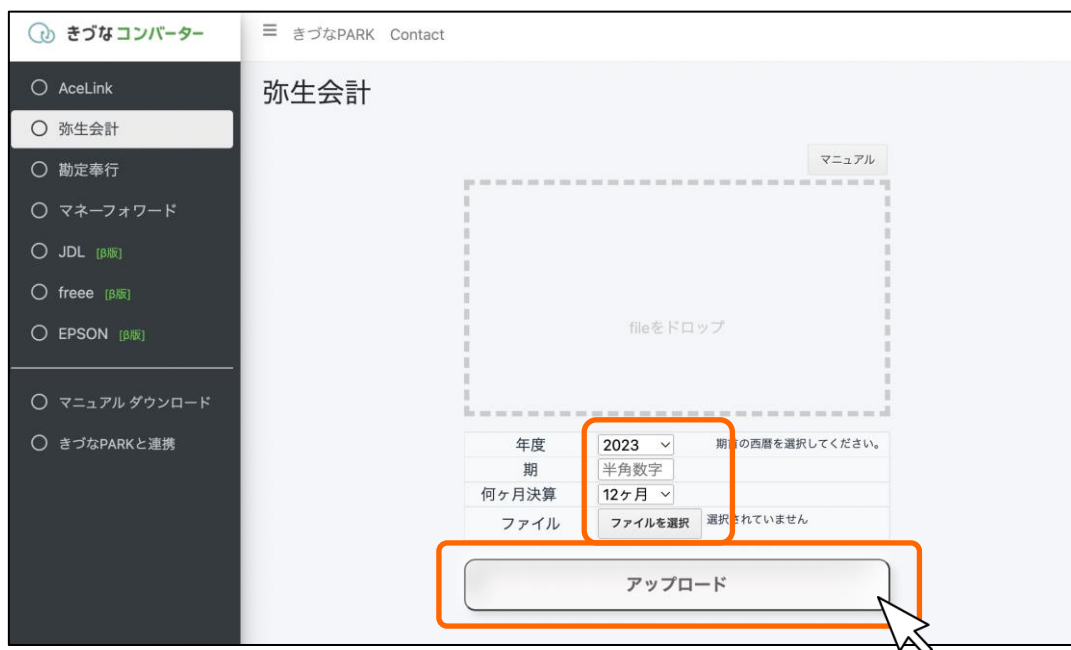 きづなコンバーター
きづなPARK Contact
AceLink
弥生会計
勘定奉行
マネーフォワード
JDL [β版]
freee [β版]
EPSON [β版]
マニュアル ダウンロード
きづなPARKと連携
弥生会計
マニュアル
fileをドロップ
年度 2023 期首の西暦を選択してください。
期 半角数字
何ヶ月決算 12ヶ月
ファイル ファイルを選択 選択されていません
アップロード